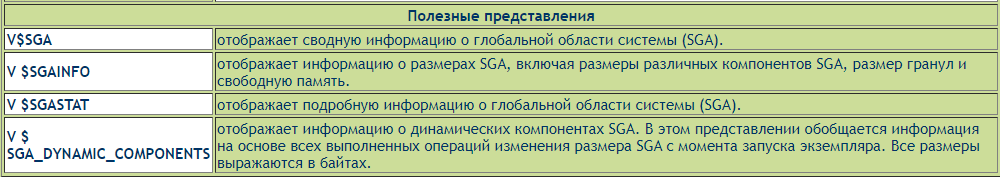 Полезные представления
V$SGA
отображает сводную информацию о глобальной области системы (SGA).
V $SGAINFO
отображает информацию о размерах SGA, включая размеры различных компонентов SGA, размер гранул и
свободную память.
V $SGASTAT
отображает подробную информацию о глобальной области системы (SGA).
V $
SGA_DYNAMIC_COMPONENTS
отображает информацию о динамических компонентах SGA. В этом представлении обобщается информация
на основе всех выполненных операций изменения размера SGA с момента запуска экземпляра. Все размеры
выражаются в байтах.